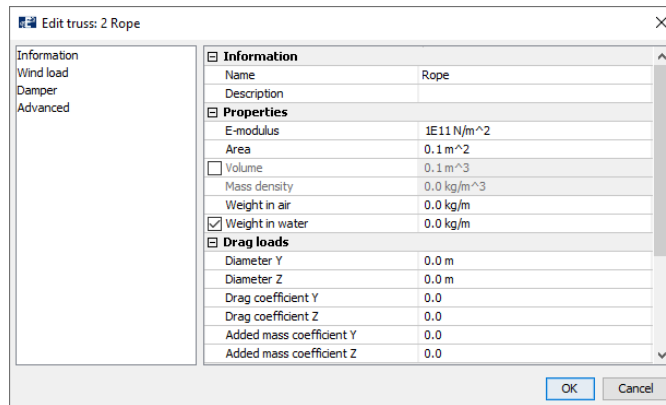 Edit truss: 2 Rope
Information
Wind load
Damper
Advanced
Information
Name Rope
Description
Properties
E-modulus 1E11 N/m^2
Area 0.1 m^2
Volume 0.1 m^3
Mass density 0.0 kg/m^3
Weight in air 0.0 kg/m
Weight in water 0.0 kg/m
Drag loads
Diameter Y 0.0 m
Diameter Z 0.0 m
Drag coefficient Y 0.0
Drag coefficient Z 0.0
Added mass coefficient Y 0.0
Added mass coefficient Z 0.0
OK Cancel